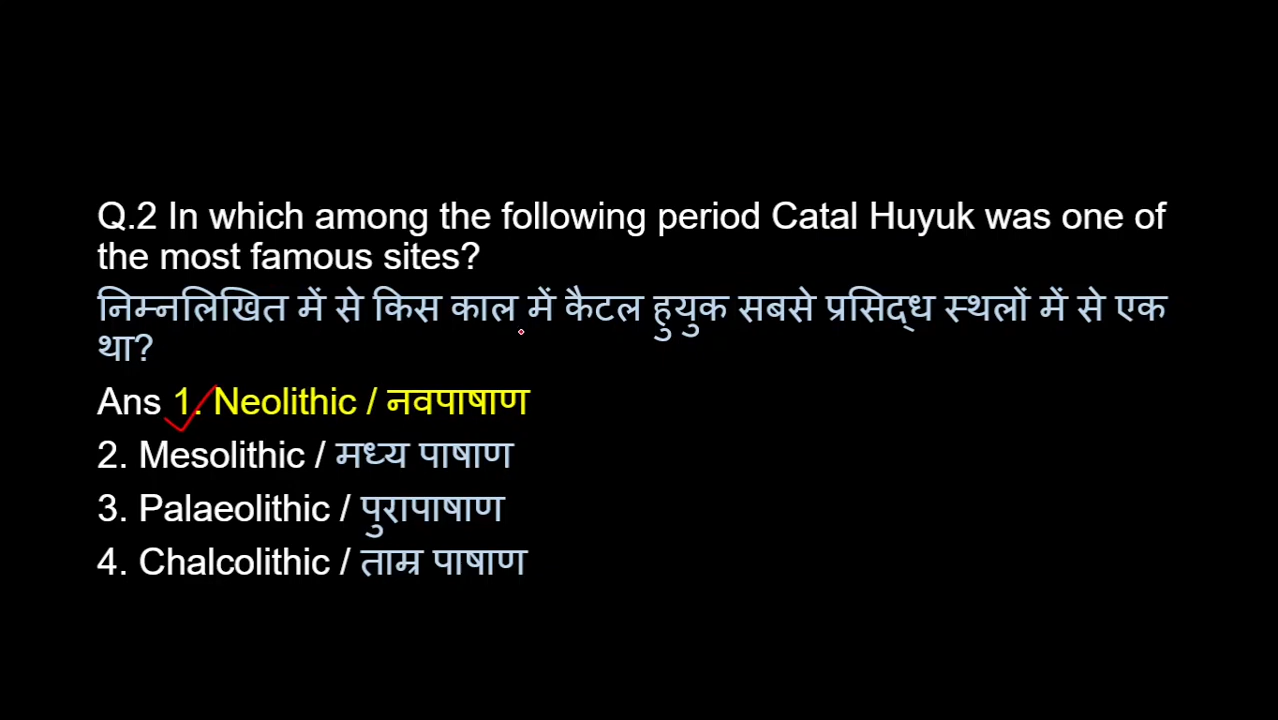 Q.2 In which among the following period Catal Huyuk was one of
the most famous sites?
निम्नलिखित में से किस काल में कैटल हुयुक सबसे प्रसिद्ध स्थलों में से एक
था?
Ans 1. Neolithic / नवपाषाण
2. Mesolithic / मध्य पाषाण
3. Palaeolithic / पुरापाषाण
4. Chalcolithic / ताम्र पाषाण